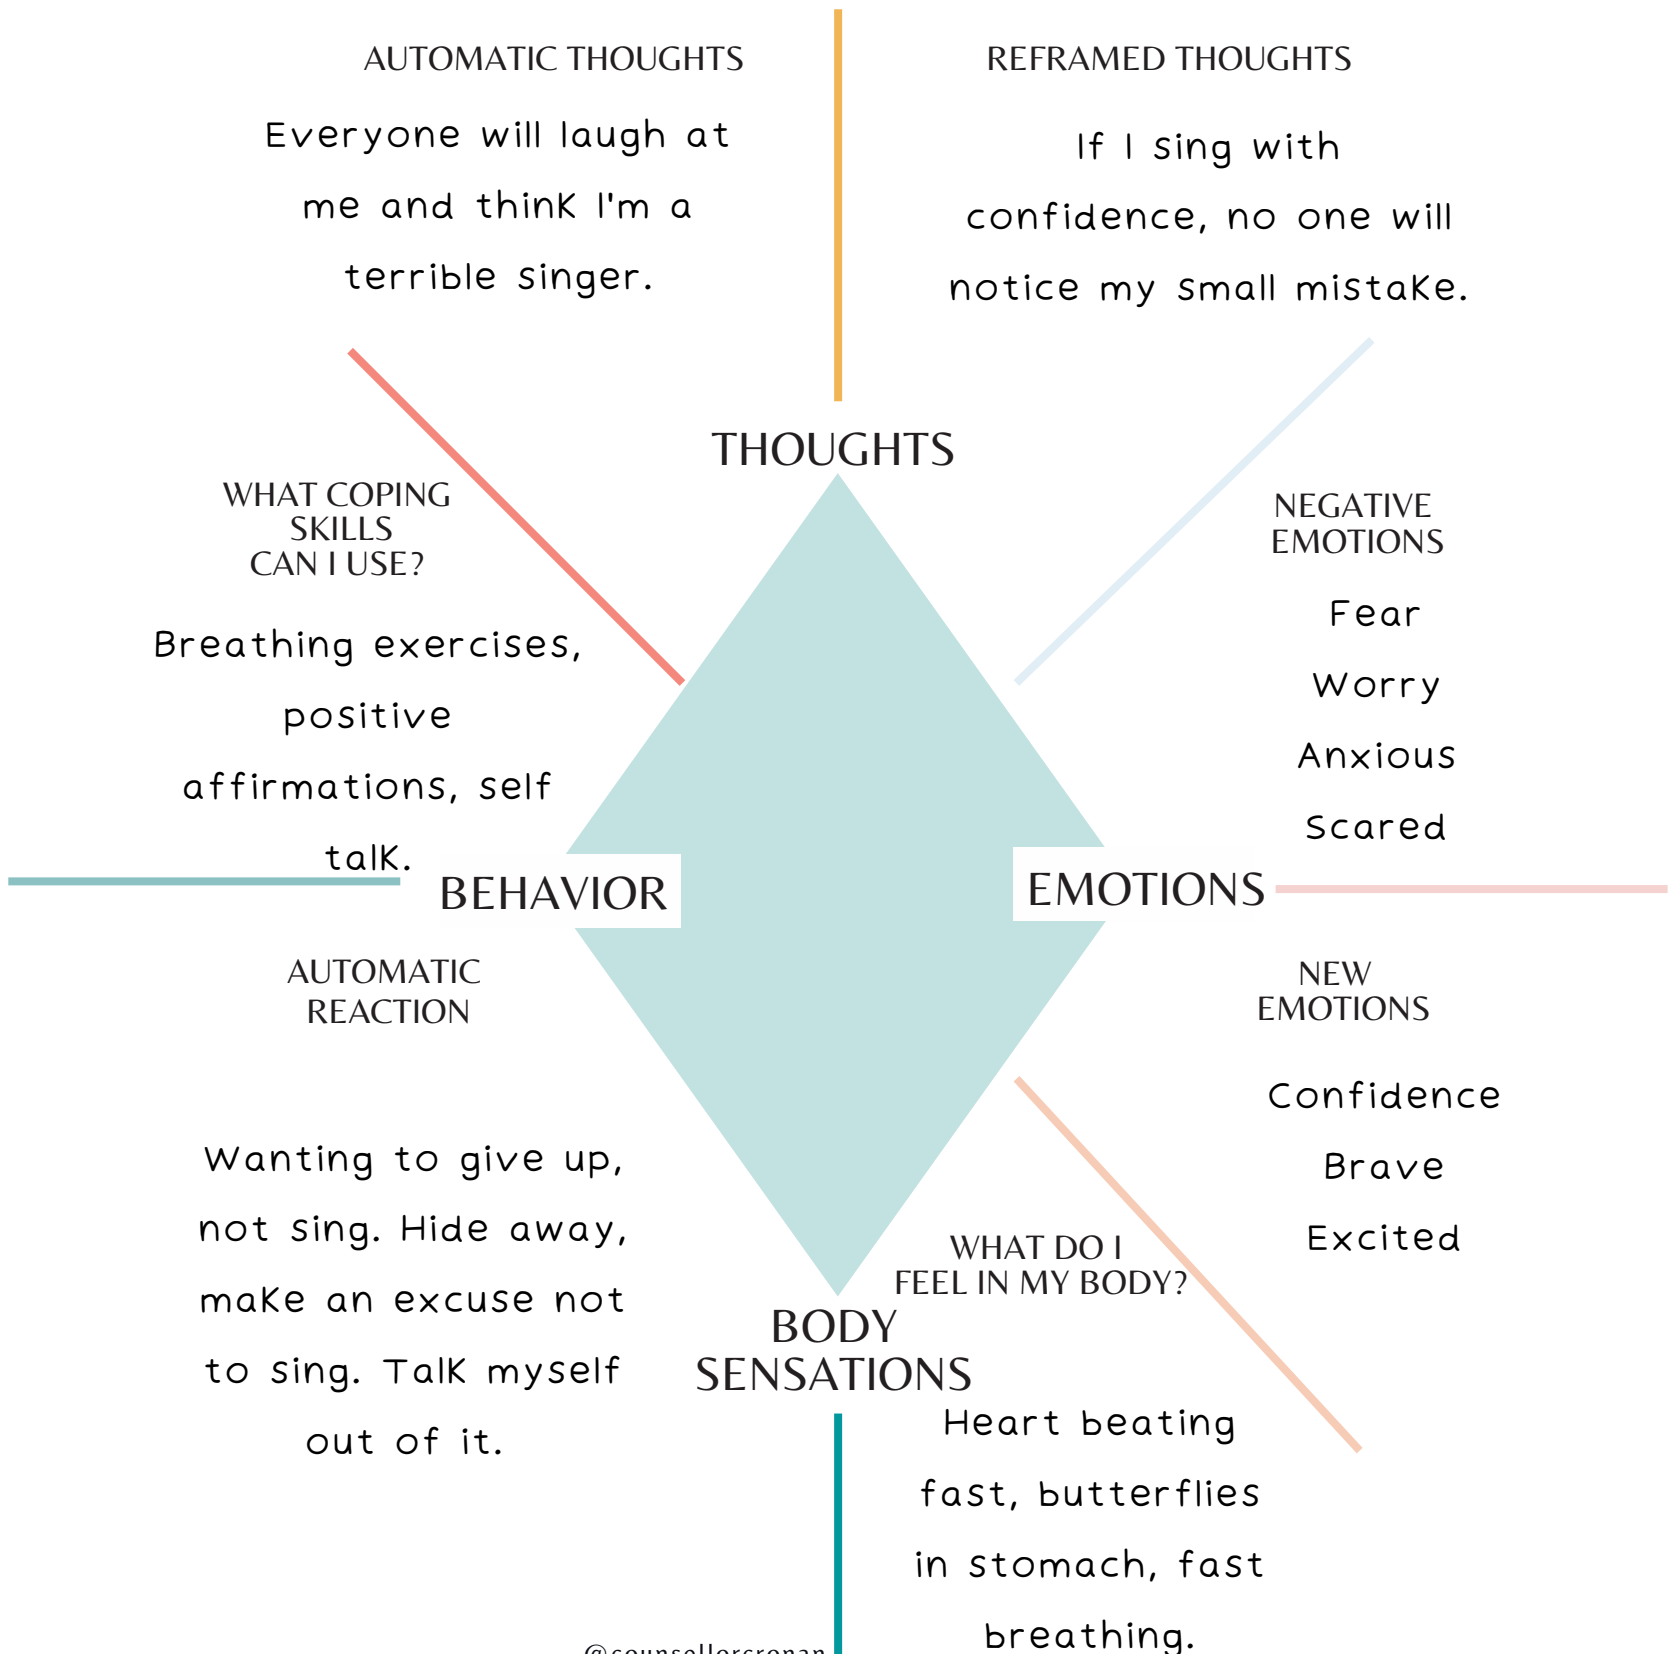 AUTOMATIC THOUGHTS
Everyone will laugh at
me and think I'm a
terrible singer.
REFRAMED THOUGHTS
If I sing with
confidence, no one will
notice my small mistake.
THOUGHTS
WHAT COPING
SKILLS
CAN I USE?
Breathing exercises,
positive
affirmations, self
talk.
NEGATIVE
EMOTIONS
Fear
Worry
Anxious
Scared
BEHAVIOR
EMOTIONS
AUTOMATIC
REACTION
Wanting to give up,
not sing. Hide away,
make an excuse not
to sing. Talk myself
out of it.
NEW
EMOTIONS
Confidence
Brave
Excited
WHAT DO I
FEEL IN MY BODY?
BODY
SENSATIONS
Heart beating
fast, butterflies
in stomach, fast
breathing.
@counsellorcronan